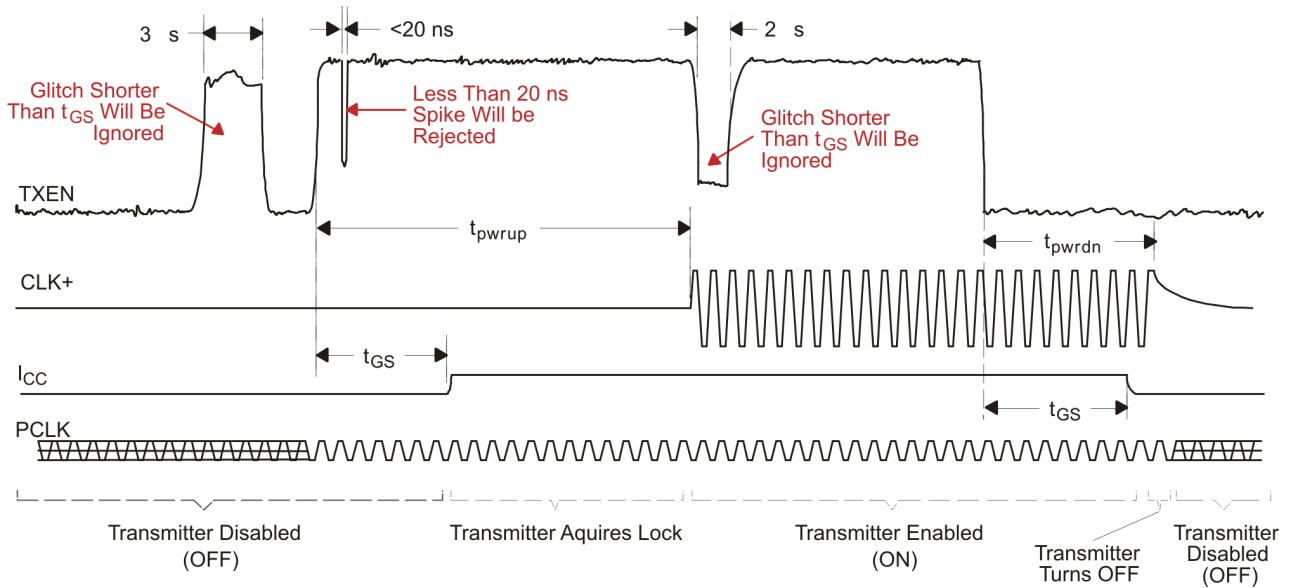 3 s
<20 ns
2 s
Glitch Shorter
Than tGS Will Be
Ignored
Less Than 20 ns
Spike Will be
Rejected
Glitch Shorter
Than tGS Will Be
Ignored
TXEN
tpwrup
tpwrdn
CLK+
tGS
ICC
tGS
PCLK
Transmitter Disabled
(OFF)
Transmitter Aquires Lock
Transmitter Enabled
(ON)
Transmitter
Turns OFF
Transmitter
Disabled
(OFF)